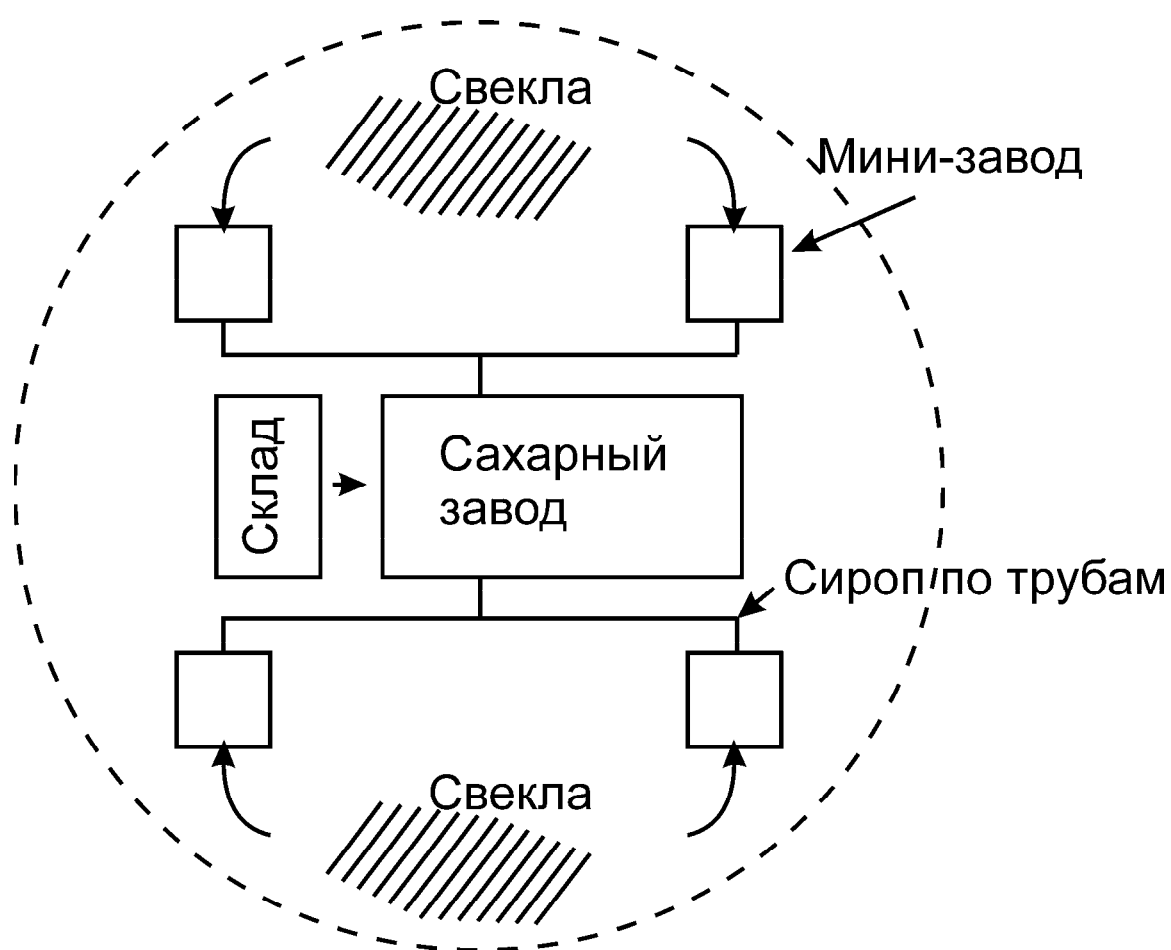 Свекла
Мини-завод
Склад
Сахарный
завод
Сироп по трубам
Свекла